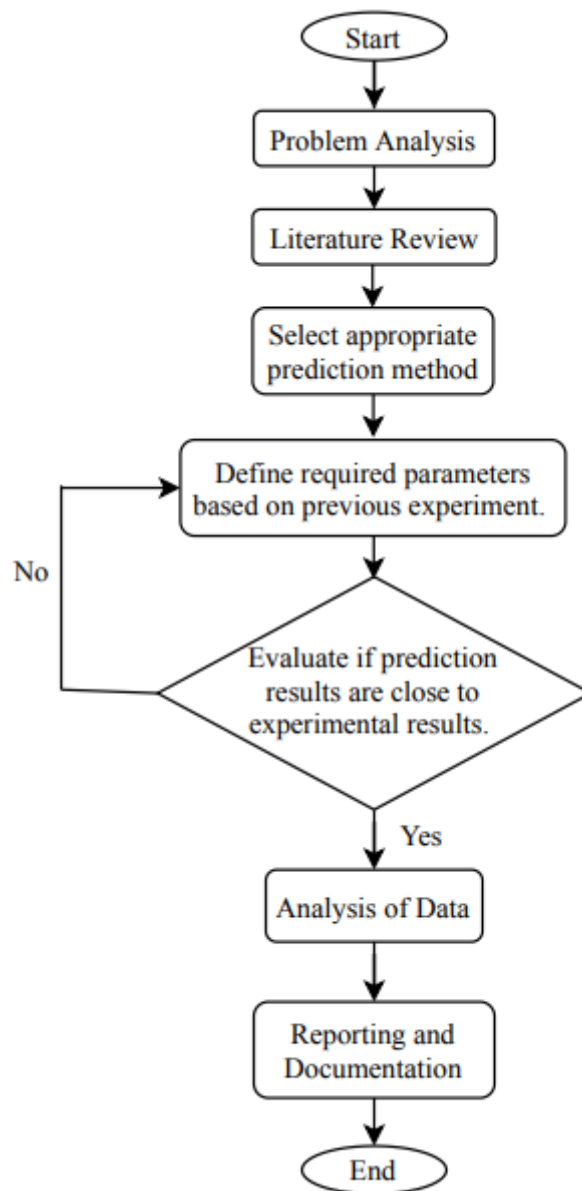 Start
Problem Analysis
Literature Review
Select appropriate
prediction method
Define required parameters
based on previous experiment.
No
Evaluate if prediction
results are close to
experimental results.
Yes
Analysis of Data
Reporting and
Documentation
End